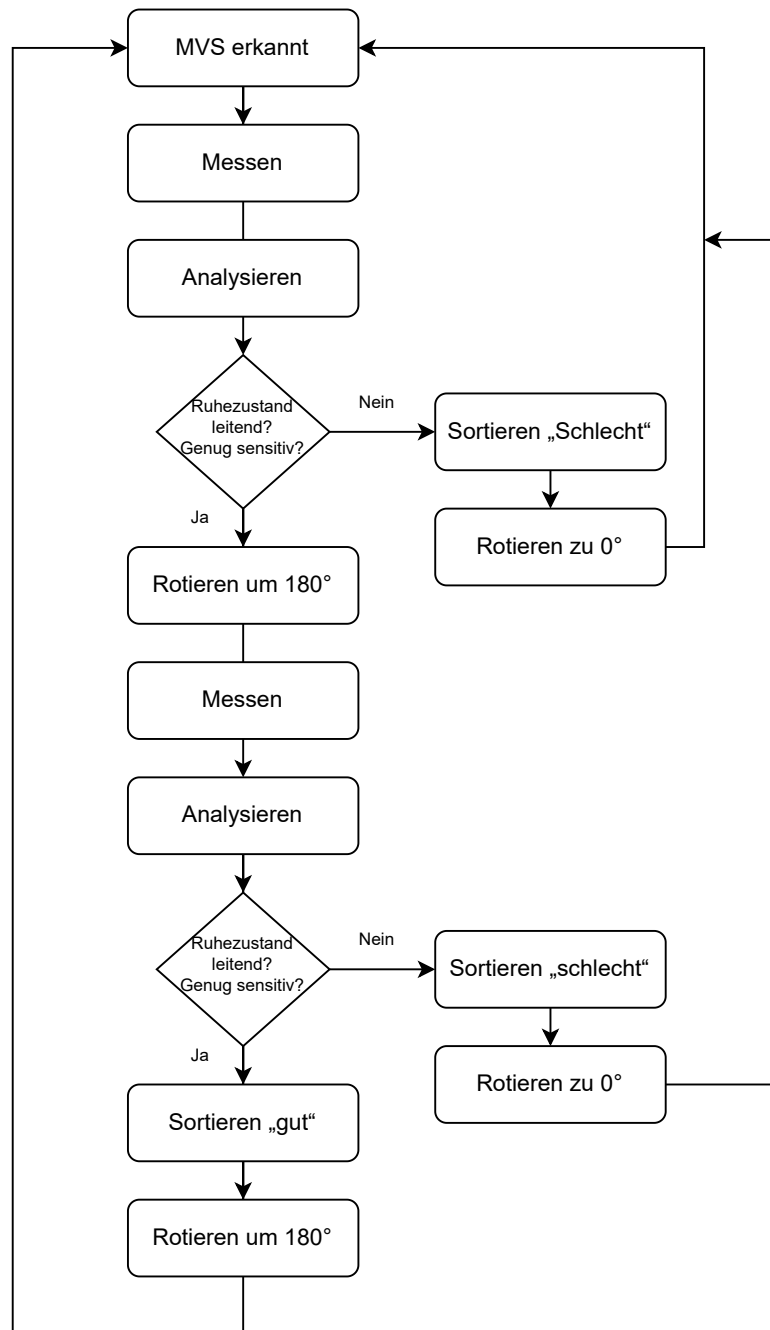 MVS erkannt
Messen
Analysieren
Ruhezustand
leitend?
Genug sensitiv?
Nein
Sortieren „Schlecht“
Ja
Rotieren zu 0°
Rotieren um 180°
Messen
Analysieren
Ruhezustand
leitend?
Genug sensitiv?
Nein
Sortieren „schlecht“
Ja
Rotieren zu 0°
Sortieren „gut“
Rotieren um 180°